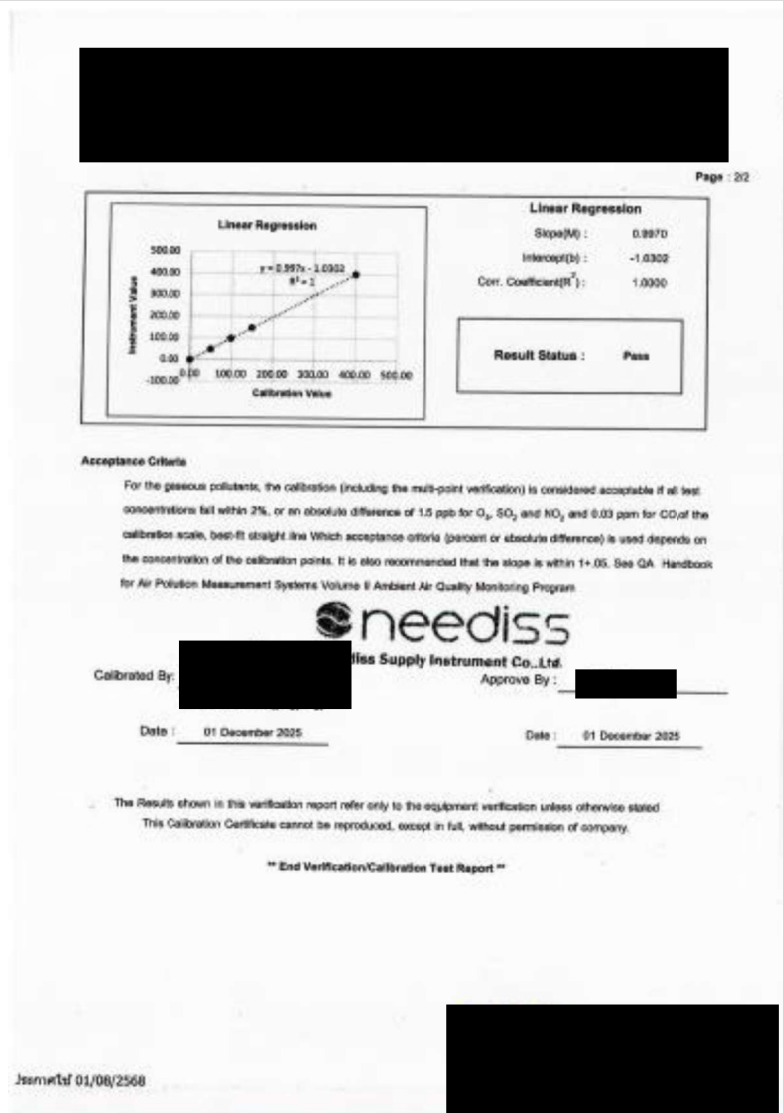 Page : 2/2
Linear Regression
500.00
400.00
300.00
200.00
100.00
0.00
-100.00
y = 0.997x - 1.0302
R² = 1
0.00 100.00 200.00 300.00 400.00 500.00
Instrument Value
Calibration Value
Linear Regression
Slope(M) : 0.9970
Intercept(b) : -1.0302
Corr. Coefficient(R²) : 1.0000
Result Status : Pass
Acceptance Criteria
For the gaseous pollutants, the calibration (including the multi-point verification) is considered acceptable if all test
concentrations fall within 2%, or an absolute difference of 1.5 ppb for O₃, SO₂ and NO₂ and 0.03 ppm for CO,of the
calibration scale, best-fit straight line Which acceptance criteria (percent or absolute difference) is used depends on
the concentration of the calibration points. It is also recommended that the slope is within 1+.05. See QA Handbook
for Air Polution Measurement Systems Volume II Ambient Air Quality Monitoring Program
neediss
diss Supply Instrument Co.,Ltd.
Calibrated By:
Approve By :
Date : 01 December 2025
Date : 01 December 2025
The Results shown in this verification report refer only to the equipment verification unless otherwise stated
This Calibration Certificate cannot be reproduced, except in full, without permission of company.
** End Verification/Calibration Test Report **
01/08/2568